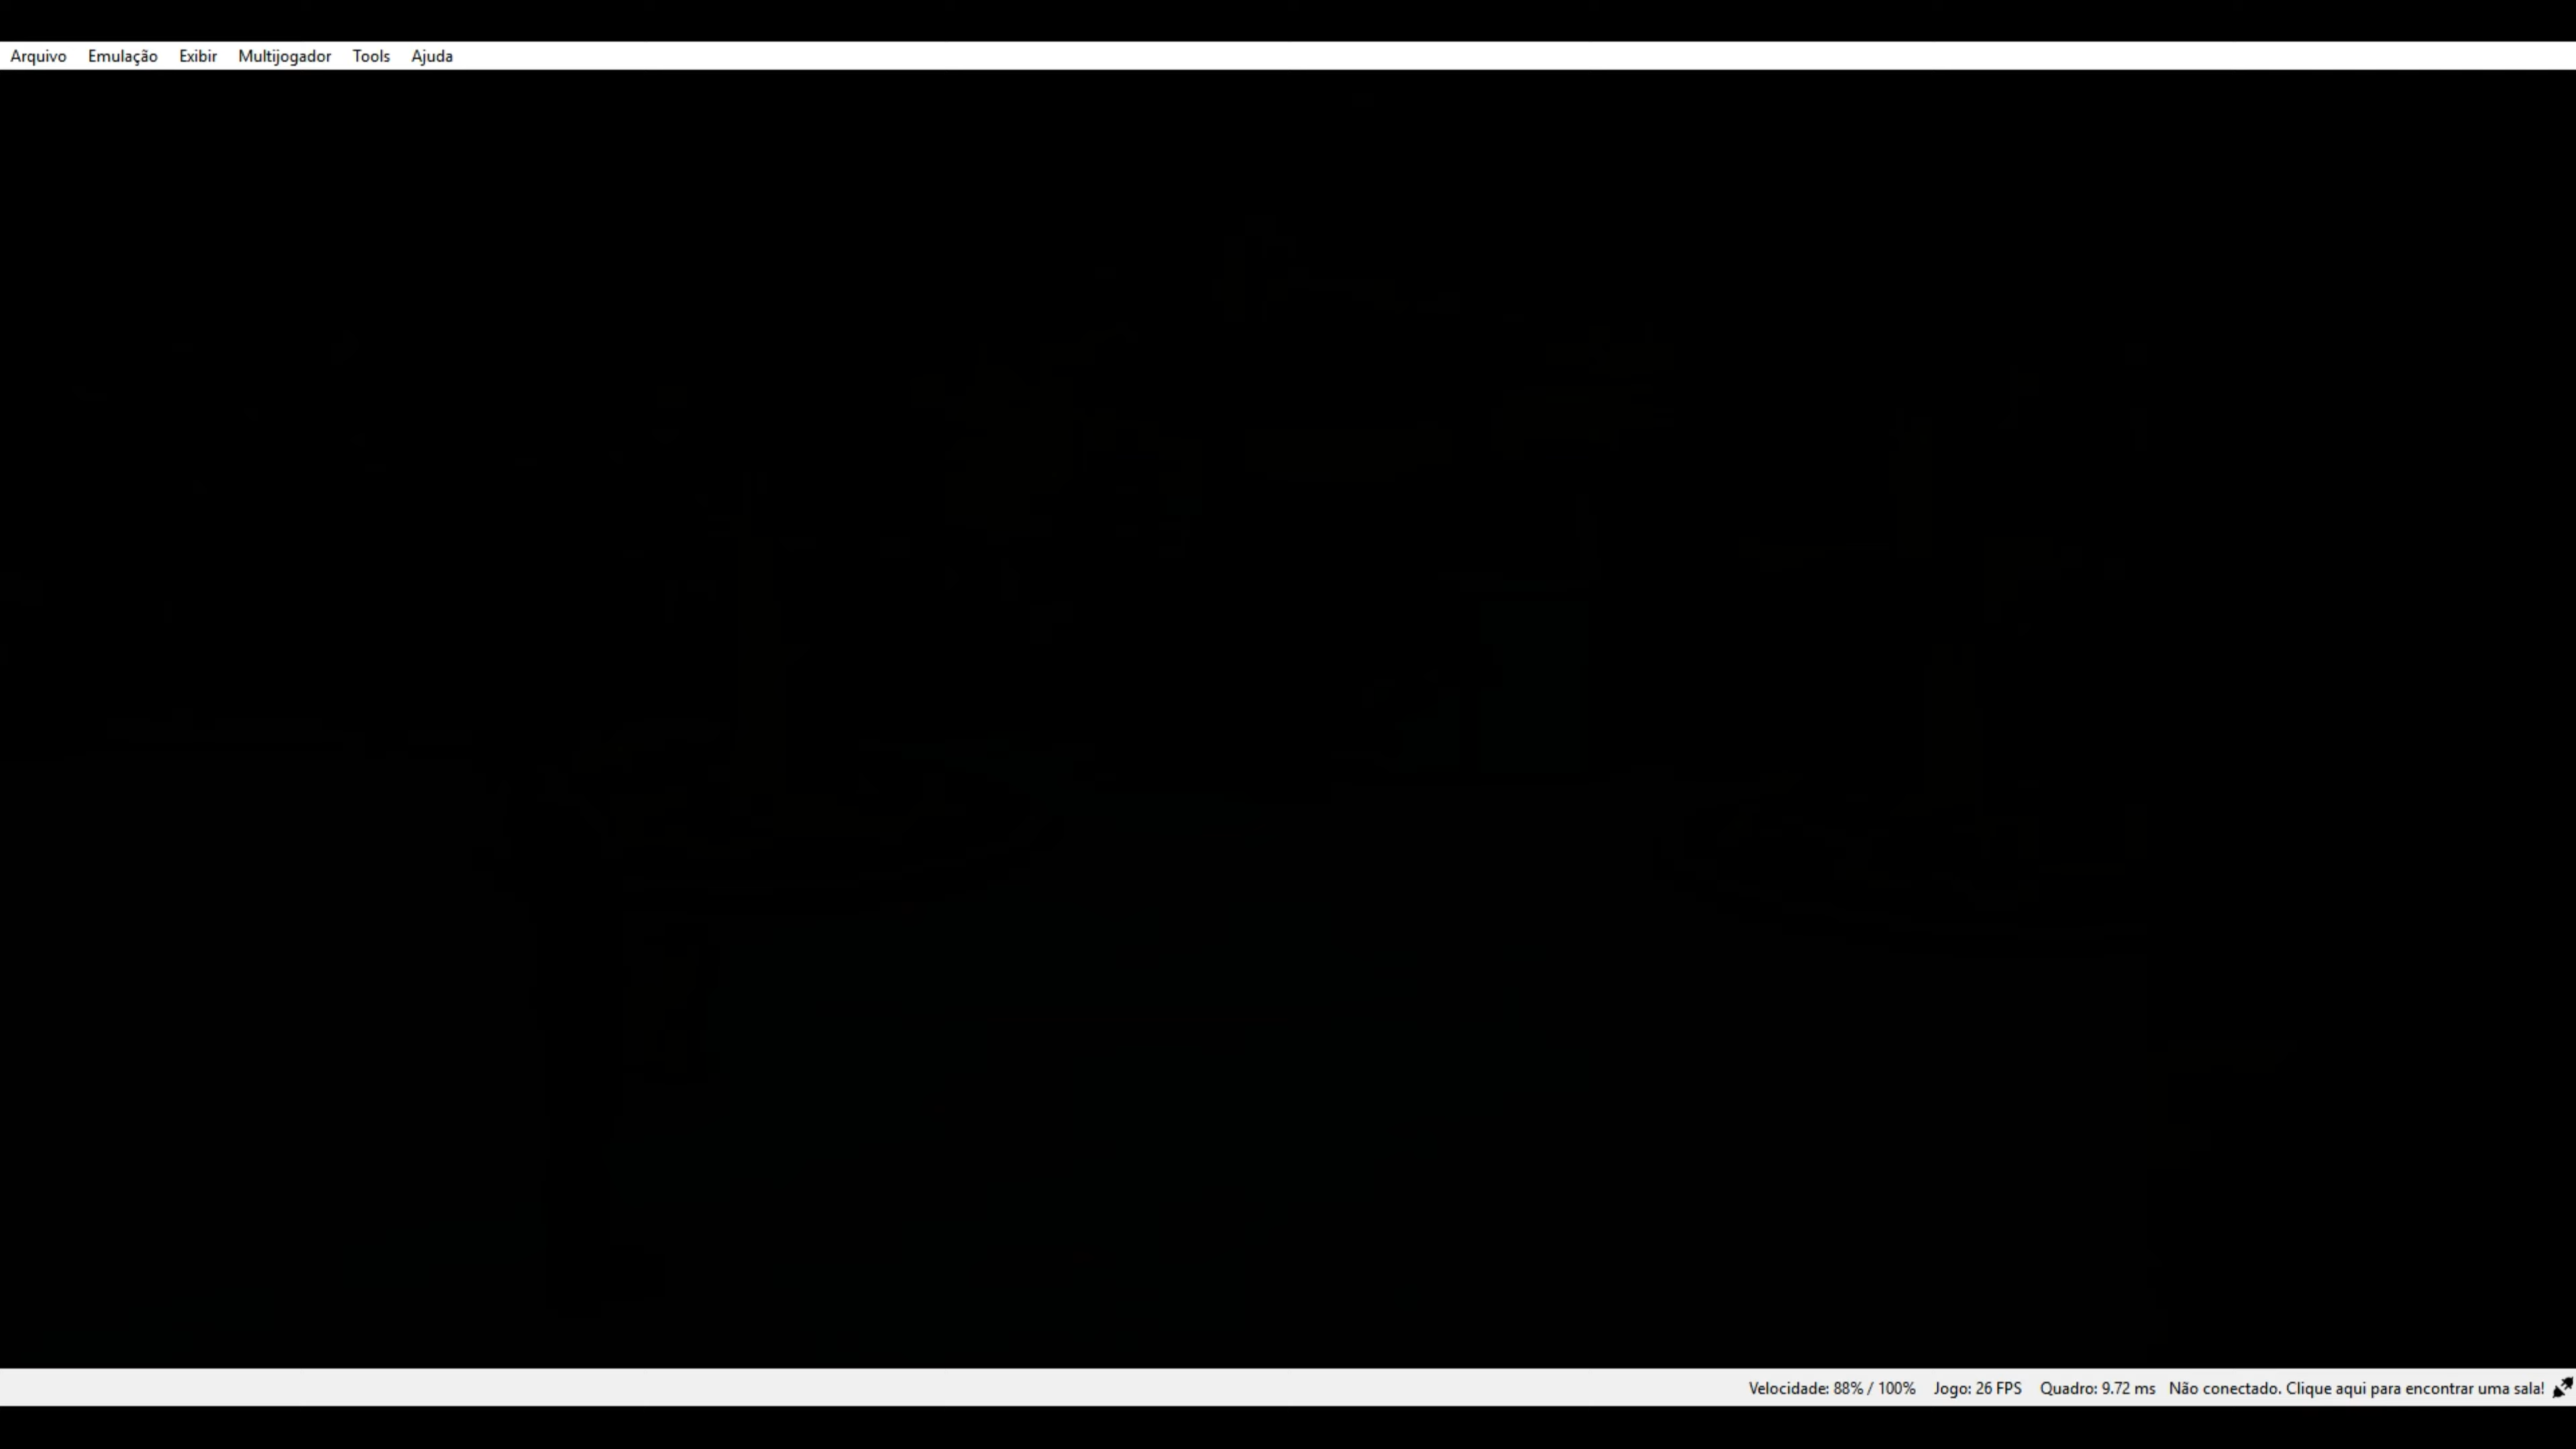 Arquivo Emulação Exibir Multijogador Tools Ajuda
Velocidade: 88% / 100% Jogo: 26 FPS Quadro: 9.72 ms Não conectado. Clique aqui para encontrar uma sala!